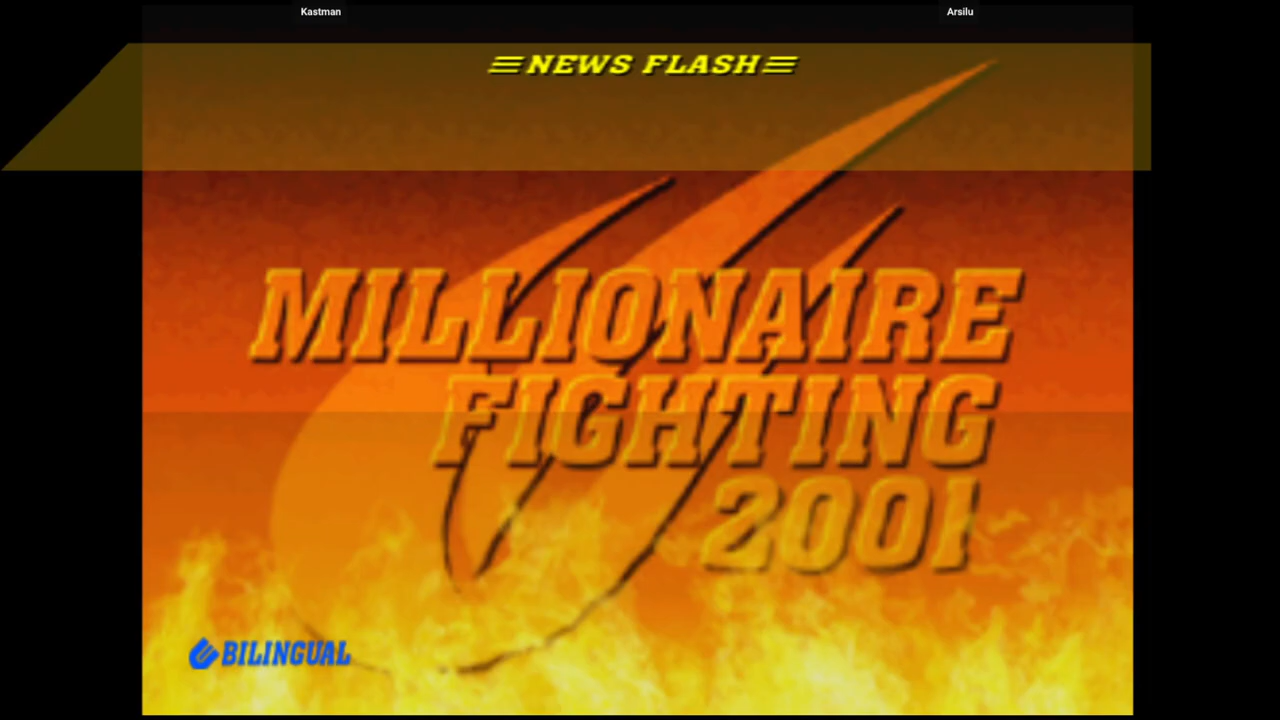 Kastman
Arsilu
NEWS FLASH
MILLIONAIRE
FIGHTING
2001
BILINGUAL